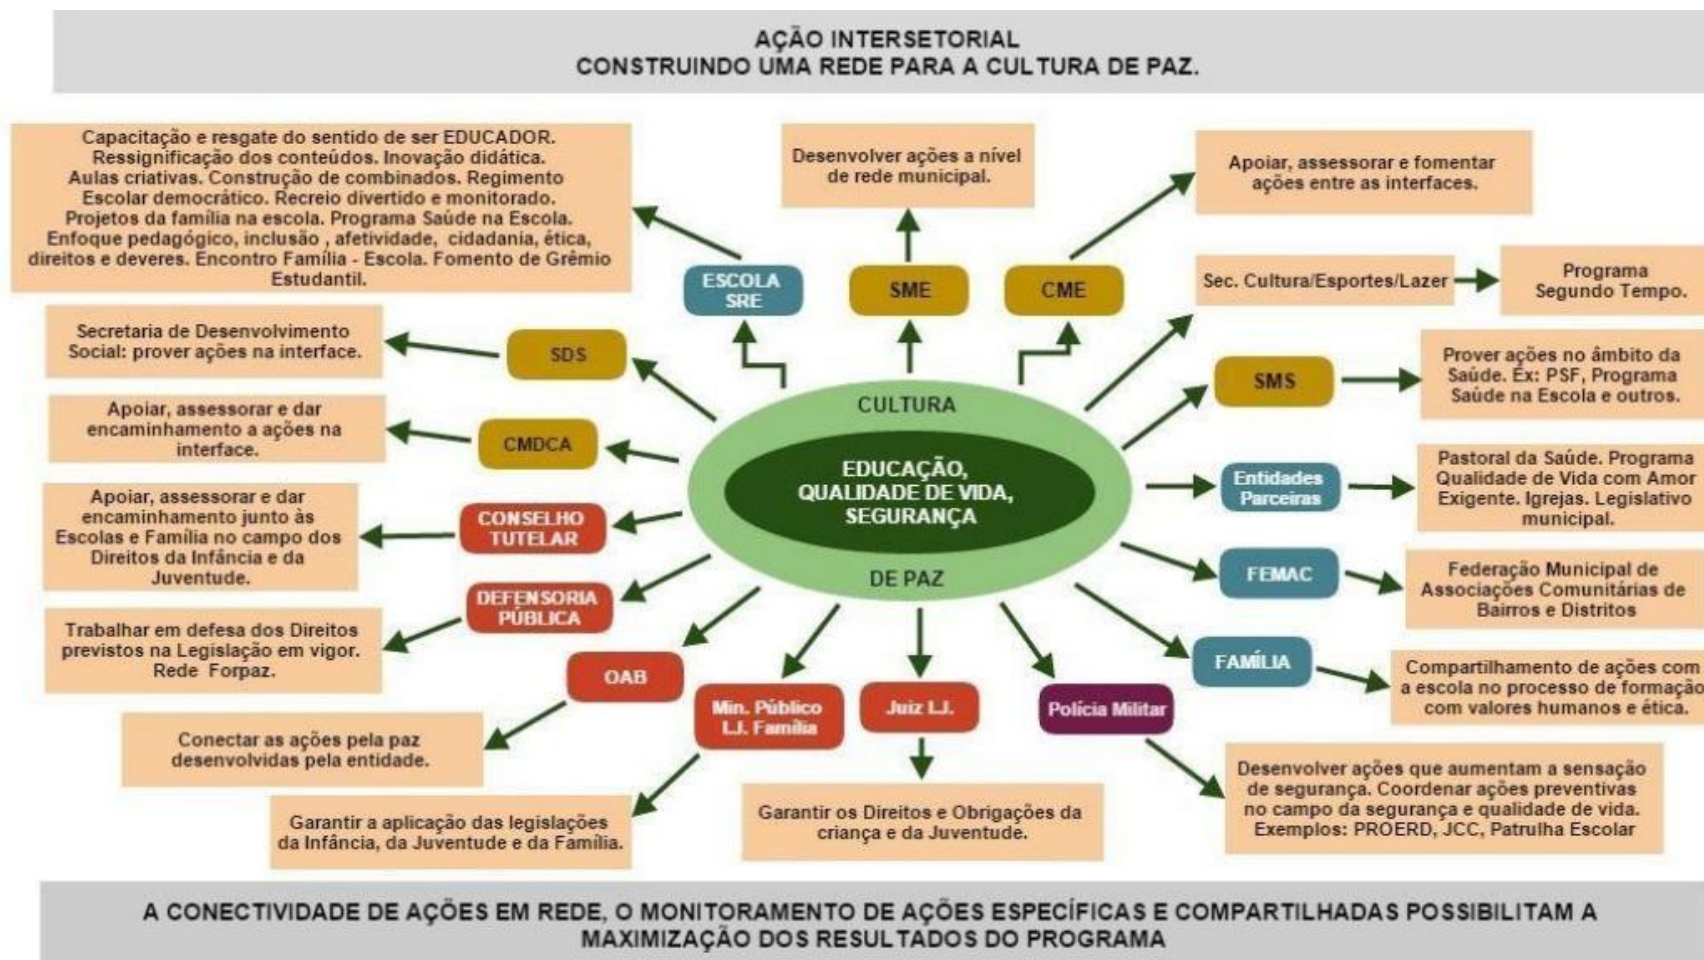 AÇÃO INTERSETORIAL
CONSTRUINDO UMA REDE PARA A CULTURA DE PAZ.
Capacitação e resgate do sentido de ser EDUCADOR.
Ressignificação dos conteúdos. Inovação didática.
Aulas criativas. Construção de combinados. Regimento
Escolar democrático. Recreio divertido e monitorado.
Projetos da família na escola. Programa Saúde na Escola.
Enfoque pedagógico, inclusão , afetividade, cidadania, ética,
direitos e deveres. Encontro Família - Escola. Fomento de Grêmio
Estudantil.
Desenvolver ações a nível
de rede municipal.
Apoiar, assessorar e fomentar
ações entre as interfaces.
ESCOLA
SRE
SME
CME
Sec. Cultura/Esportes/Lazer
Programa
Segundo Tempo.
Secretaria de Desenvolvimento
Social: prover ações na interface.
SDS
SMS
Prover ações no âmbito da
Saúde. Ex: PSF, Programa
Saúde na Escola e outros.
Apoiar, assessorar e dar
encaminhamento a ações na
interface.
CMDCA
CULTURA
EDUCAÇÃO,
QUALIDADE DE VIDA,
SEGURANÇA
DE PAZ
Entidades
Parceiras
Pastoral da Saúde. Programa
Qualidade de Vida com Amor
Exigente. Igrejas. Legislativo
municipal.
Apoiar, assessorar e dar
encaminhamento junto às
Escolas e Família no campo dos
Direitos da Infância e da
Juventude.
CONSELHO
TUTELAR
FEMAC
Federação Municipal de
Associações Comunitárias de
Bairros e Distritos
DEFENSORIA
PÚBLICA
Trabalhar em defesa dos Direitos
previstos na Legislação em vigor.
Rede Forpaz.
OAB
FAMÍLIA
Compartilhamento de ações com
a escola no processo de formação
com valores humanos e ética.
Min. Público
I.J. Família
Juiz I.J.
Polícia Militar
Conectar as ações pela paz
desenvolvidas pela entidade.
Garantir a aplicação das legislações
da Infância, da Juventude e da Família.
Garantir os Direitos e Obrigações da
criança e da Juventude.
Desenvolver ações que aumentam a sensação
de segurança. Coordenar ações preventivas
no campo da segurança e qualidade de vida.
Exemplos: PROERD, JCC, Patrulha Escolar
A CONECTIVIDADE DE AÇÕES EM REDE, O MONITORAMENTO DE AÇÕES ESPECÍFICAS E COMPARTILHADAS POSSIBILITAM A
MAXIMIZAÇÃO DOS RESULTADOS DO PROGRAMA